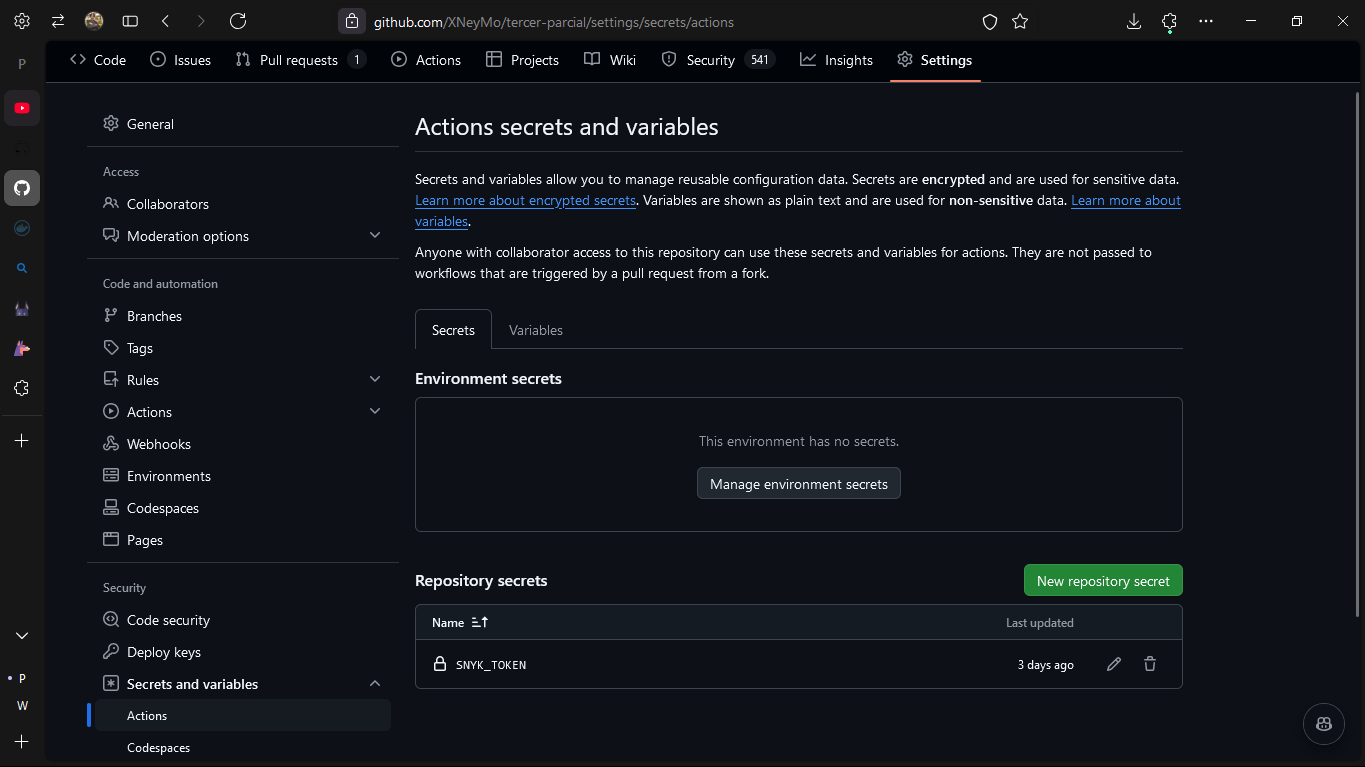 github.com/XNeyMo/tercer-parcial/settings/secrets/actions
P
Code
Issues
Pull requests 1
Actions
Projects
Wiki
Security 541
Insights
Settings
General
Access
Collaborators
Moderation options
Code and automation
Branches
Tags
Rules
Actions
Webhooks
Environments
Codespaces
Pages
Security
Code security
Deploy keys
Secrets and variables
Actions
Codespaces
P
W
Actions secrets and variables
Secrets and variables allow you to manage reusable configuration data. Secrets are encrypted and are used for sensitive data.
Learn more about encrypted secrets. Variables are shown as plain text and are used for non-sensitive data. Learn more about
variables.
Anyone with collaborator access to this repository can use these secrets and variables for actions. They are not passed to
workflows that are triggered by a pull request from a fork.
Secrets
Variables
Environment secrets
This environment has no secrets.
Manage environment secrets
Repository secrets
New repository secret
Name
Last updated
SNYK_TOKEN
3 days ago